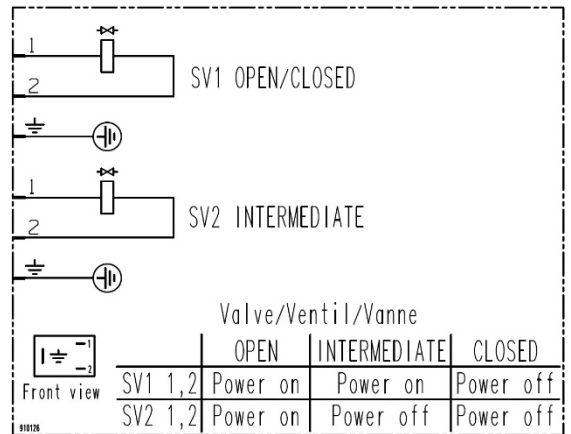 1
2
SV1 OPEN/CLOSED
1
2
SV2 INTERMEDIATE
Valve/Ventil/Vanne
1
2
Front view
OPEN INTERMEDIATE CLOSED
SV1 1,2 Power on Power on Power off
SV2 1,2 Power on Power off Power off
910126